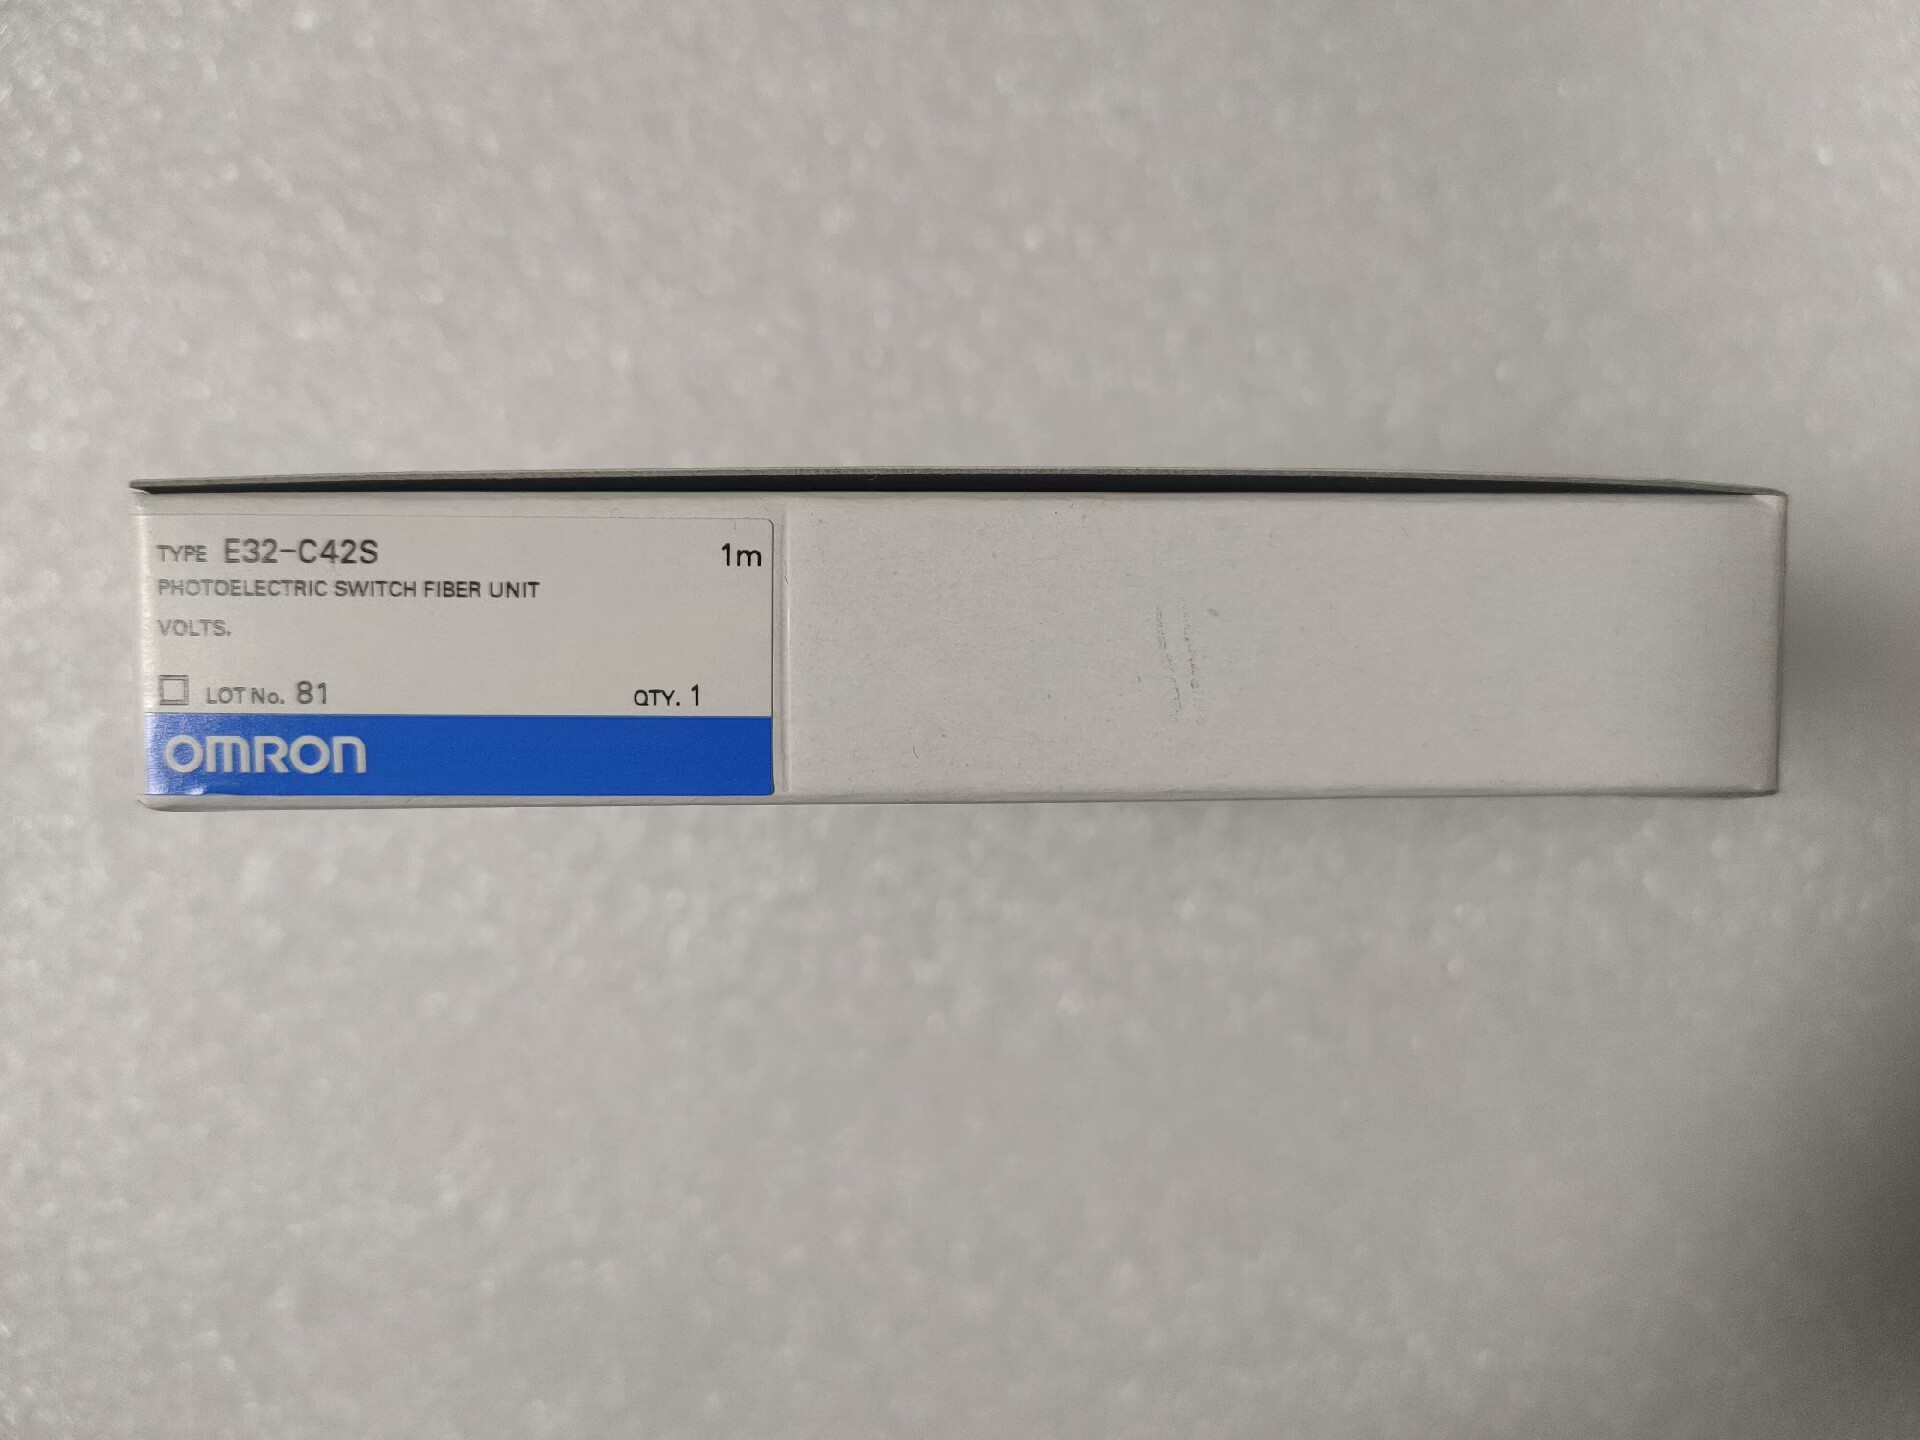 TYPE E32-C42S 1m
PHOTOELECTRIC SWITCH FIBER UNIT
VOLTS.
LOT No. 81 QTY. 1
OMRON